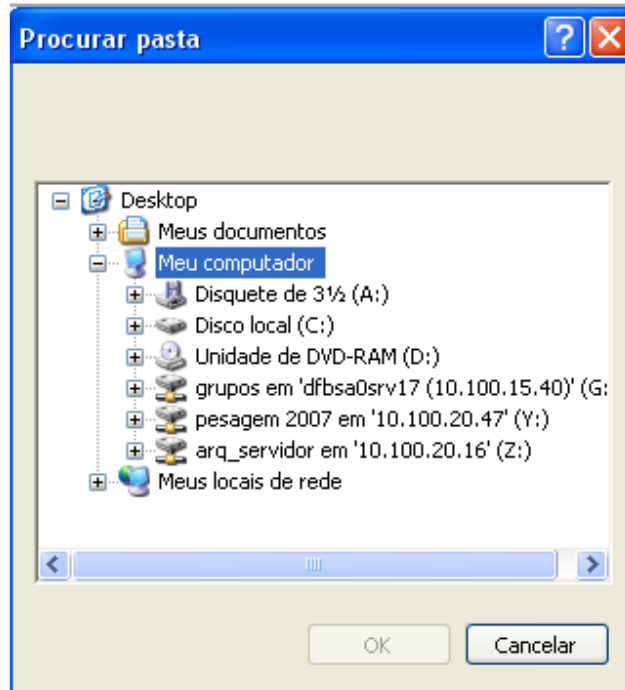 Procurar pasta
Desktop
Meus documentos
Meu computador
Disquete de 3½ (A:)
Disco local (C:)
Unidade de DVD-RAM (D:)
grupos em 'dfbsa0srv17 (10.100.15.40)' (G:
pesagem 2007 em '10.100.20.47' (Y:)
arq_servidor em '10.100.20.16' (Z:)
Meus locais de rede
OK Cancelar